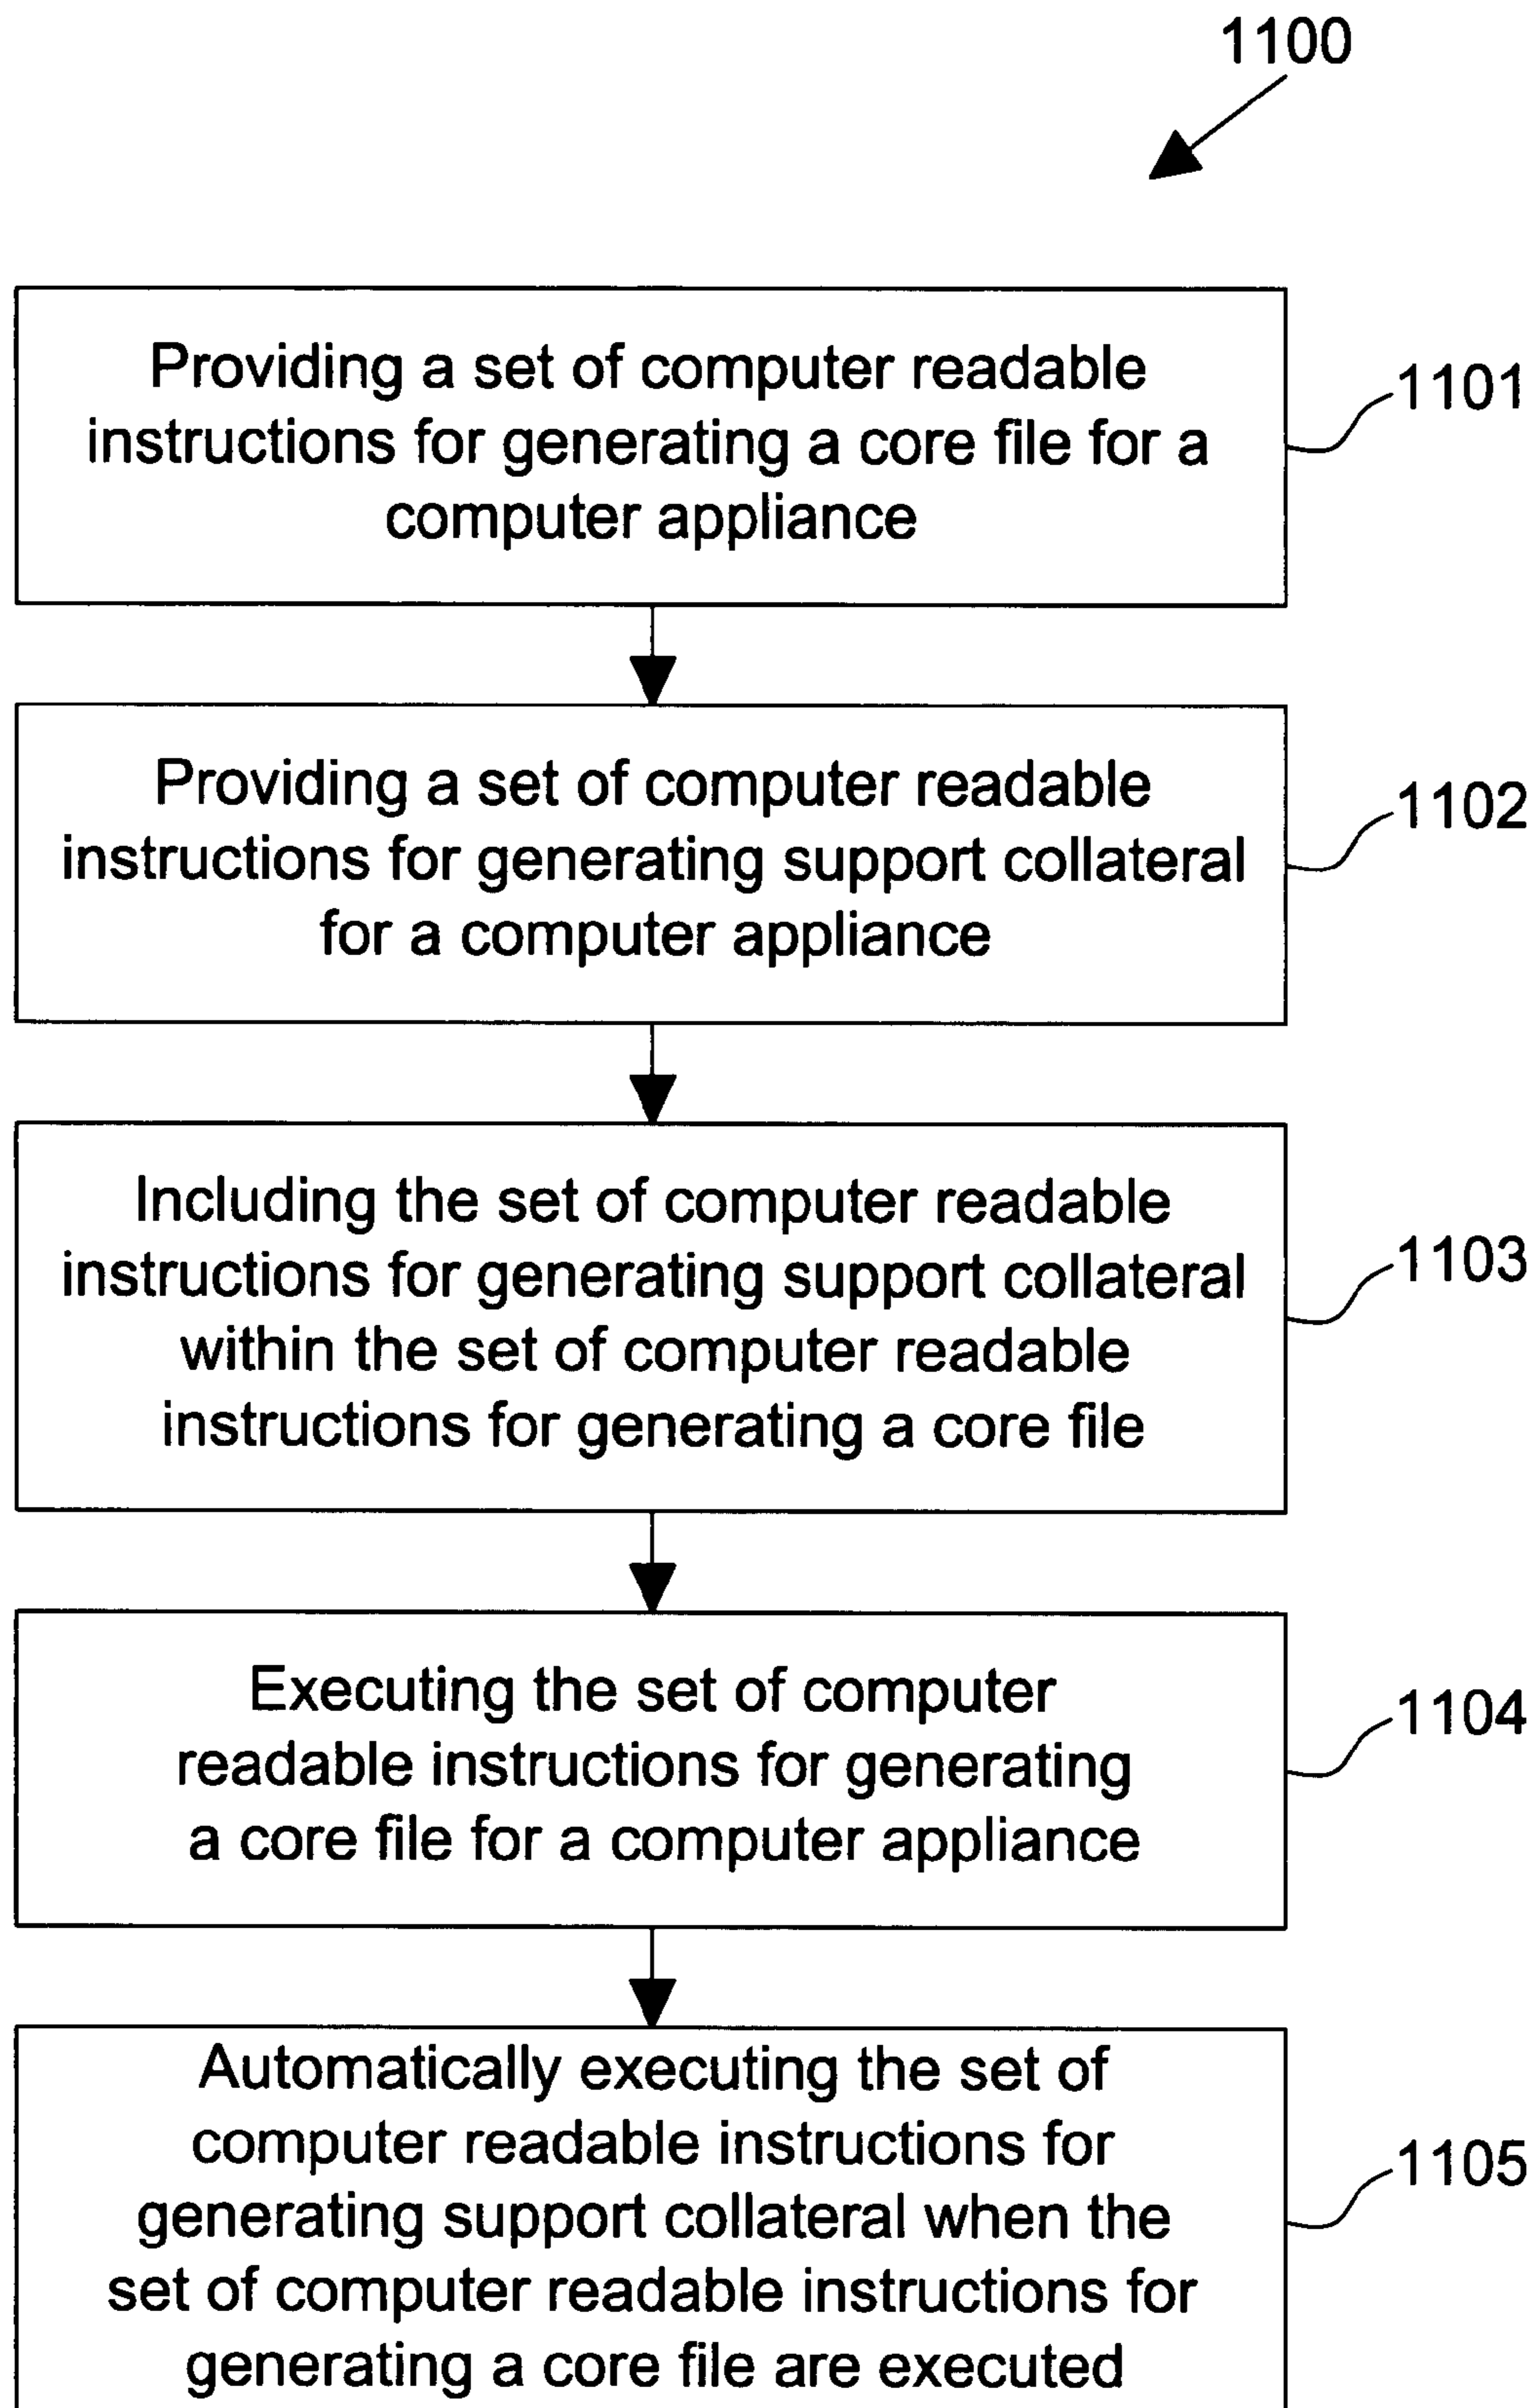 1100
Providing a set of computer readable
instructions for generating a core file for a
computer appliance
1101
Providing a set of computer readable
instructions for generating support collateral
for a computer appliance
1102
Including the set of computer readable
instructions for generating support collateral
within the set of computer readable
instructions for generating a core file
1103
Executing the set of computer
readable instructions for generating
a core file for a computer appliance
1104
Automatically executing the set of
computer readable instructions for
generating support collateral when the
set of computer readable instructions for
generating a core file are executed
1105